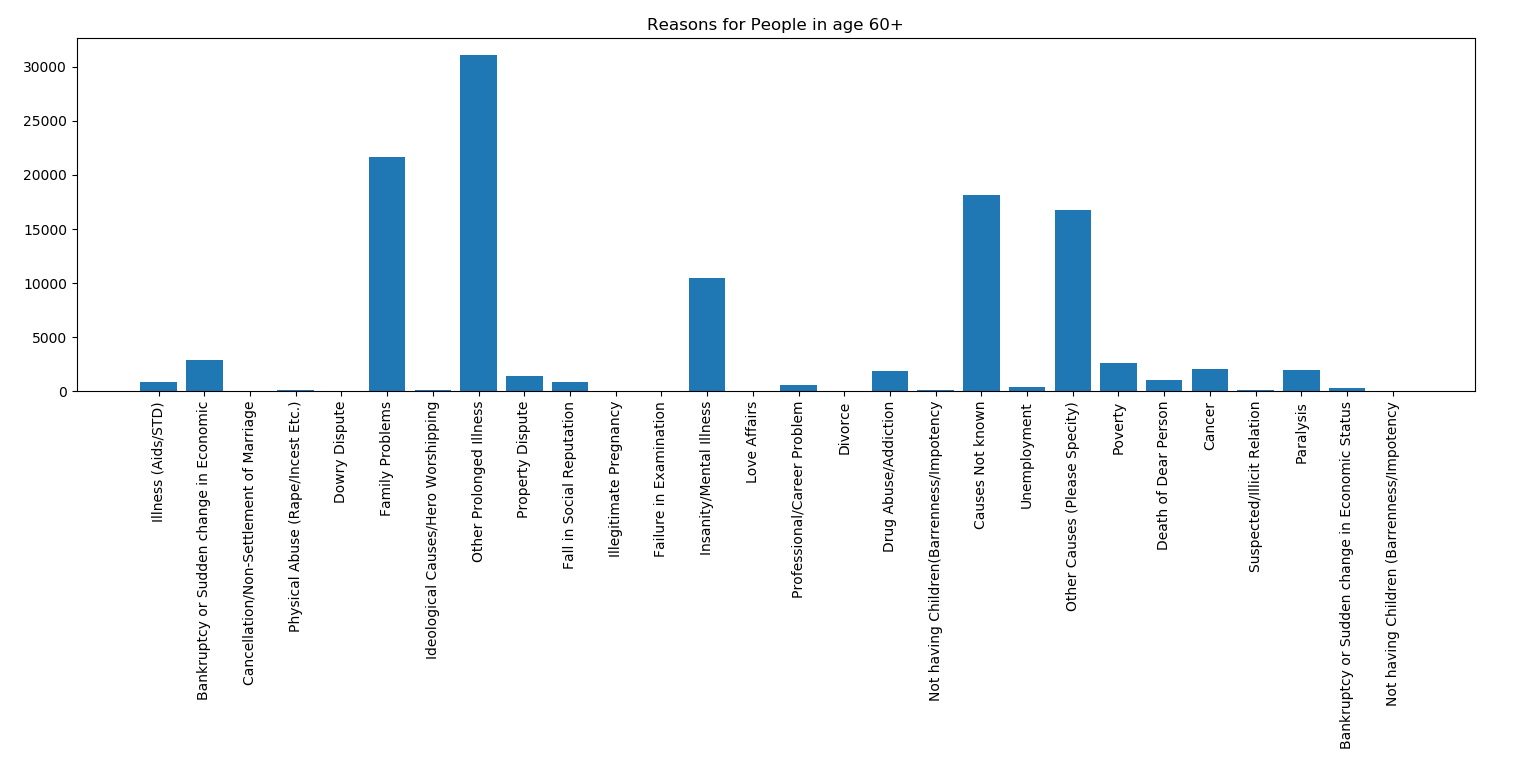 Reasons for People in age 60+
30000
25000
20000
15000
10000
5000
0
Illness (Aids/STD)
Bankruptcy or Sudden change in Economic
Cancellation/Non-Settlement of Marriage
Physical Abuse (Rape/Incest Etc.)
Dowry Dispute
Family Problems
Ideological Causes/Hero Worshipping
Other Prolonged Illness
Property Dispute
Fall in Social Reputation
Illegitimate Pregnancy
Failure in Examination
Insanity/Mental Illness
Love Affairs
Professional/Career Problem
Divorce
Drug Abuse/Addiction
Not having Children(Barrenness/Impotency
Causes Not known
Unemployment
Other Causes (Please Specity)
Poverty
Death of Dear Person
Cancer
Suspected/Illicit Relation
Paralysis
Bankruptcy or Sudden change in Economic Status
Not having Children (Barrenness/Impotency